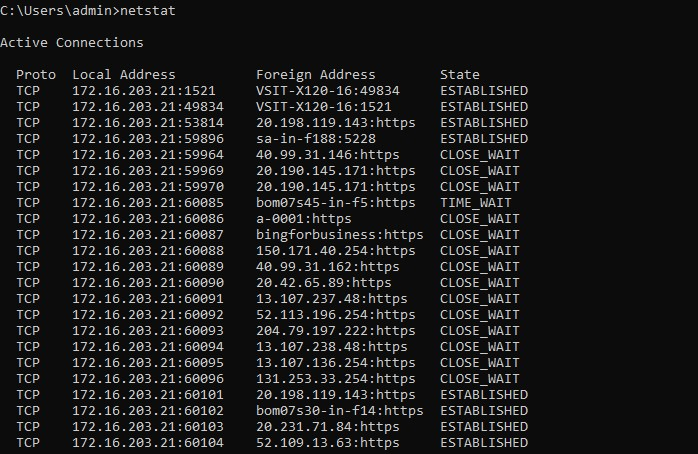 C:\Users\admin>netstat
Active Connections
Proto  Local Address          Foreign Address        State
TCP    172.16.203.21:1521     VSIT-X120-16:49834     ESTABLISHED
TCP    172.16.203.21:49834    VSIT-X120-16:1521      ESTABLISHED
TCP    172.16.203.21:53814    20.198.119.143:https   ESTABLISHED
TCP    172.16.203.21:59896    sa-in-f188:5228        ESTABLISHED
TCP    172.16.203.21:59964    40.99.31.146:https     CLOSE_WAIT
TCP    172.16.203.21:59969    20.190.145.171:https   CLOSE_WAIT
TCP    172.16.203.21:59970    20.190.145.171:https   CLOSE_WAIT
TCP    172.16.203.21:60085    bom07s45-in-f5:https   TIME_WAIT
TCP    172.16.203.21:60086    a-0001:https           CLOSE_WAIT
TCP    172.16.203.21:60087    bingforbusiness:https  CLOSE_WAIT
TCP    172.16.203.21:60088    150.171.40.254:https   CLOSE_WAIT
TCP    172.16.203.21:60089    40.99.31.162:https     CLOSE_WAIT
TCP    172.16.203.21:60090    20.42.65.89:https      CLOSE_WAIT
TCP    172.16.203.21:60091    13.107.237.48:https    CLOSE_WAIT
TCP    172.16.203.21:60092    52.113.196.254:https   CLOSE_WAIT
TCP    172.16.203.21:60093    204.79.197.222:https   CLOSE_WAIT
TCP    172.16.203.21:60094    13.107.238.48:https    CLOSE_WAIT
TCP    172.16.203.21:60095    13.107.136.254:https   CLOSE_WAIT
TCP    172.16.203.21:60096    131.253.33.254:https   CLOSE_WAIT
TCP    172.16.203.21:60101    20.198.119.143:https   ESTABLISHED
TCP    172.16.203.21:60102    bom07s30-in-f14:https  ESTABLISHED
TCP    172.16.203.21:60103    20.231.71.84:https     ESTABLISHED
TCP    172.16.203.21:60104    52.109.13.63:https     ESTABLISHED